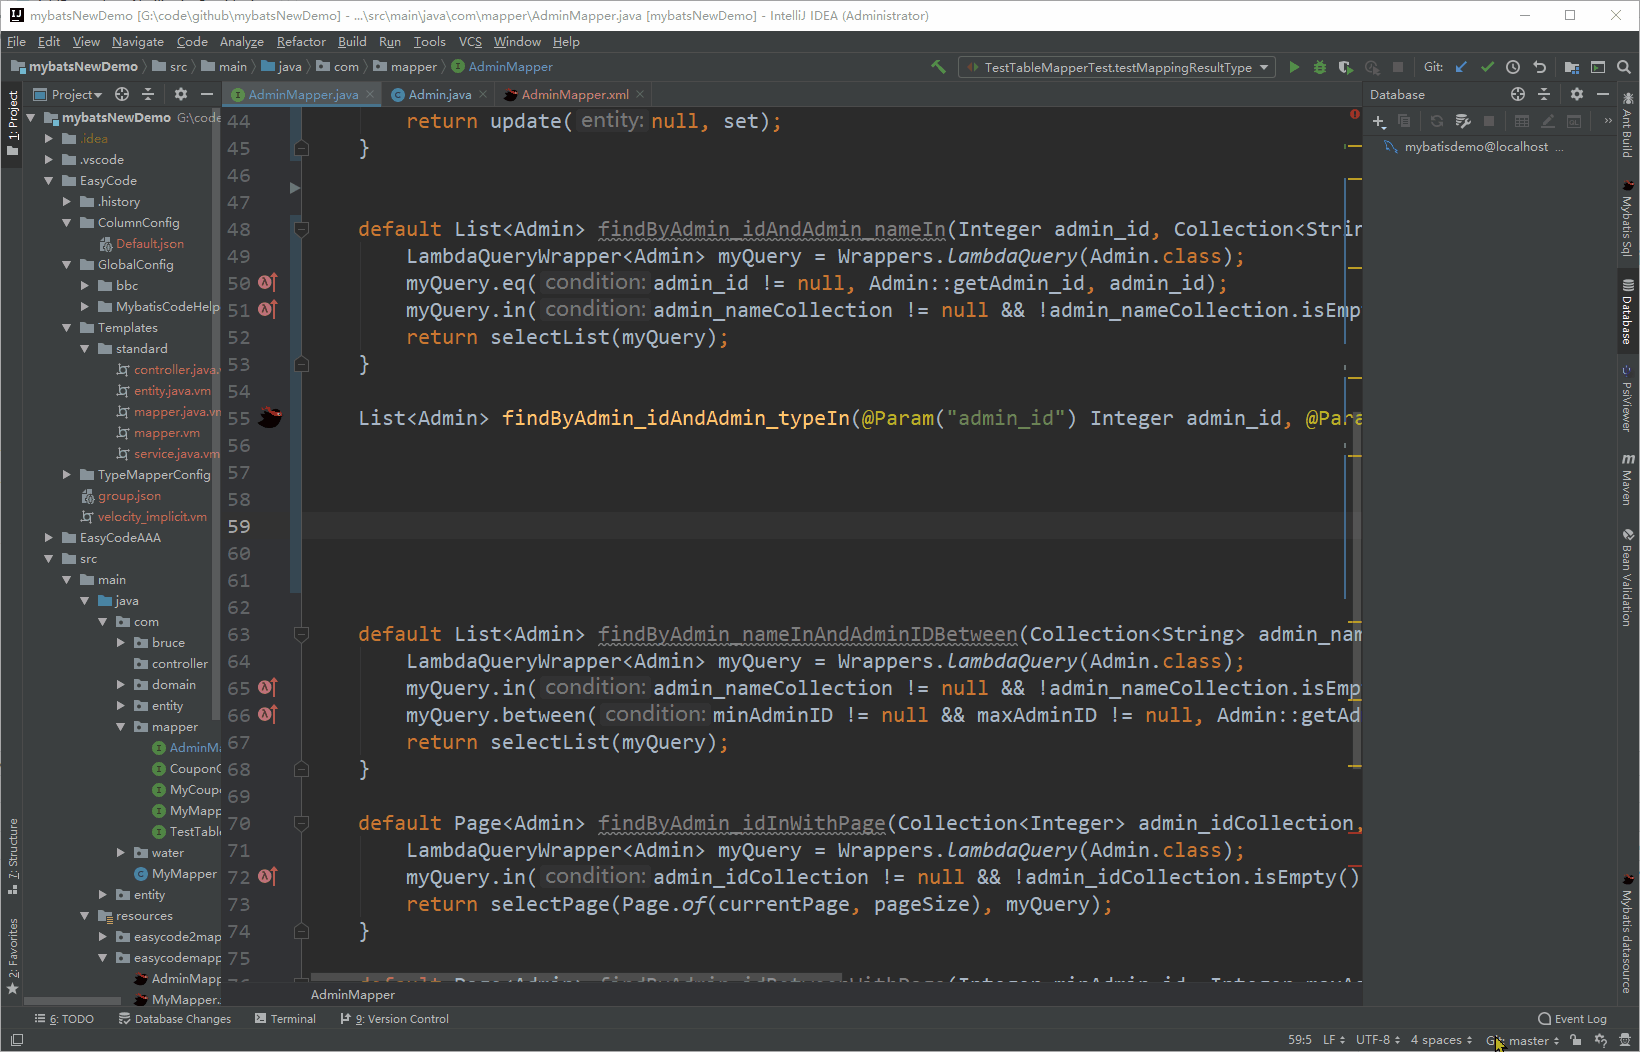 mybatsNewDemo [G:\code\github\mybatsNewDemo] - ...\src\main\java\com\mapper\AdminMapper.java [mybatsNewDemo] - IntelliJ IDEA (Administrator)
File Edit View Navigate Code Analyze Refactor Build Run Tools VCS Window Help
mybatsNewDemo src main java com mapper AdminMapper TestTableMapperTest.testMappingResultType Git:
Project AdminMapper.java Admin.java AdminMapper.xml Database
1: Project
7: Structure
2: Favorites
mybatsNewDemo G:\code
.idea
.vscode
EasyCode
.history
ColumnConfig
Default.json
GlobalConfig
bbc
MybatisCodeHelp
Templates
standard
controller.java.v
entity.java.vm
mapper.java.vm
mapper.vm
service.java.vm
TypeMapperConfig
group.json
velocity_implicit.vm
EasyCodeAAA
src
main
java
com
bruce
controller
domain
entity
mapper
AdminMa
CouponC
MyCoupo
MyMapp
TestTable
water
MyMapper
entity
resources
easycode2map
easycodemapp
AdminMapp
MyMapper.
44 return update( entity: null, set);
45 }
46
47
48 default List<Admin> findByAdmin_idAndAdmin_nameIn(Integer admin_id, Collection<Strin
49 LambdaQueryWrapper<Admin> myQuery = Wrappers.lambdaQuery(Admin.class);
50 myQuery.eq( condition: admin_id != null, Admin::getAdmin_id, admin_id);
51 myQuery.in( condition: admin_nameCollection != null && !admin_nameCollection.isEmp
52 return selectList(myQuery);
53 }
54
55 List<Admin> findByAdmin_idAndAdmin_typeIn(@Param("admin_id") Integer admin_id, @Para
56
57
58
59
60
61
62
63 default List<Admin> findByAdmin_nameInAndAdminIDBetween(Collection<String> admin_nam
64 LambdaQueryWrapper<Admin> myQuery = Wrappers.lambdaQuery(Admin.class);
65 myQuery.in( condition: admin_nameCollection != null && !admin_nameCollection.isEmp
66 myQuery.between( condition: minAdminID != null && maxAdminID != null, Admin::getAd
67 return selectList(myQuery);
68 }
69
70 default Page<Admin> findByAdmin_idInWithPage(Collection<Integer> admin_idCollection,
71 LambdaQueryWrapper<Admin> myQuery = Wrappers.lambdaQuery(Admin.class);
72 myQuery.in( condition: admin_idCollection != null && !admin_idCollection.isEmpty()
73 return selectPage(Page.of(currentPage, pageSize), myQuery);
74 }
75
76 default Page<Admin> findByAdmin_idBetweenWithPage(Integer minAdmin_id, Integer maxA
AdminMapper
mybatisdemo@localhost ...
Ant Build
Mybatis Sql
Database
PsiViewer
Maven
Bean Validation
Mybatis datasource
6: TODO Database Changes Terminal 9: Version Control Event Log
59:5 LF UTF-8 4 spaces master